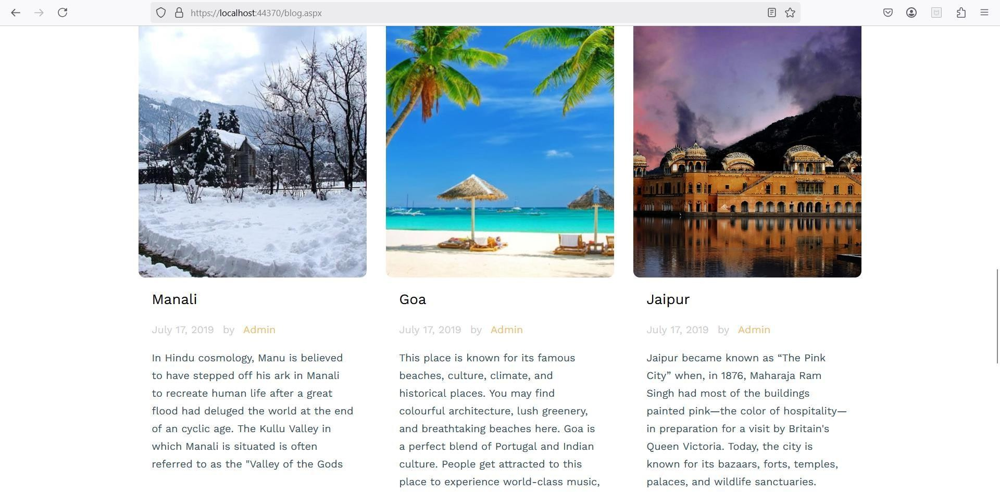 https://localhost:44370/blog.aspx
Manali
July 17, 2019 by Admin
In Hindu cosmology, Manu is believed
to have stepped off his ark in Manali
to recreate human life after a great
flood had deluged the world at the end
of an cyclic age. The Kullu Valley in
which Manali is situated is often
referred to as the "Valley of the Gods
Goa
July 17, 2019 by Admin
This place is known for its famous
beaches, culture, climate, and
historical places. You may find
colourful architecture, lush greenery,
and breathtaking beaches here. Goa is
a perfect blend of Portugal and Indian
culture. People get attracted to this
place to experience world-class music,
Jaipur
July 17, 2019 by Admin
Jaipur became known as “The Pink
City” when, in 1876, Maharaja Ram
Singh had most of the buildings
painted pink—the color of hospitality—
in preparation for a visit by Britain's
Queen Victoria. Today, the city is
known for its bazaars, forts, temples,
palaces, and wildlife sanctuaries.